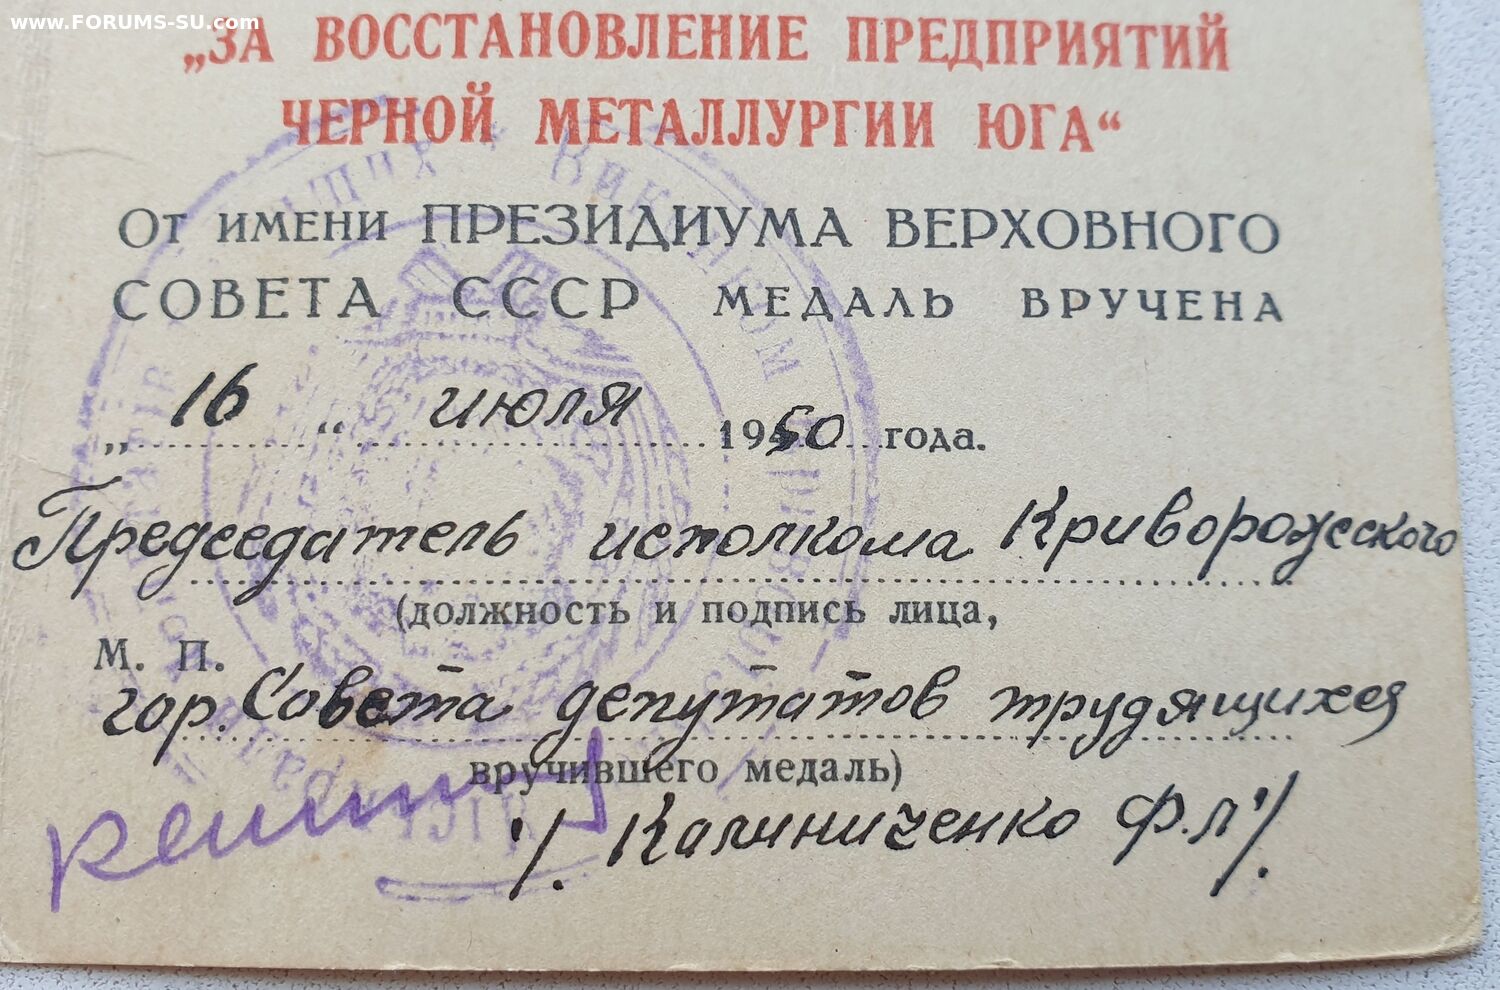 www.FORUMS-SU.com
„ЗА ВОССТАНОВЛЕНИЕ ПРЕДПРИЯТИЙ
ЧЕРНОЙ МЕТАЛЛУРГИИ ЮГА“
От имени ПРЕЗИДИУМА ВЕРХОВНОГО
СОВЕТА СССР МЕДАЛЬ ВРУЧЕНА
„16“ июля 1950 года.
Председатель исполкома Криворожского
(должность и подпись лица,
М. П.
гор. Совета депутатов трудящихся
вручившего медаль)
/. Калиниченко Ф.Л./.